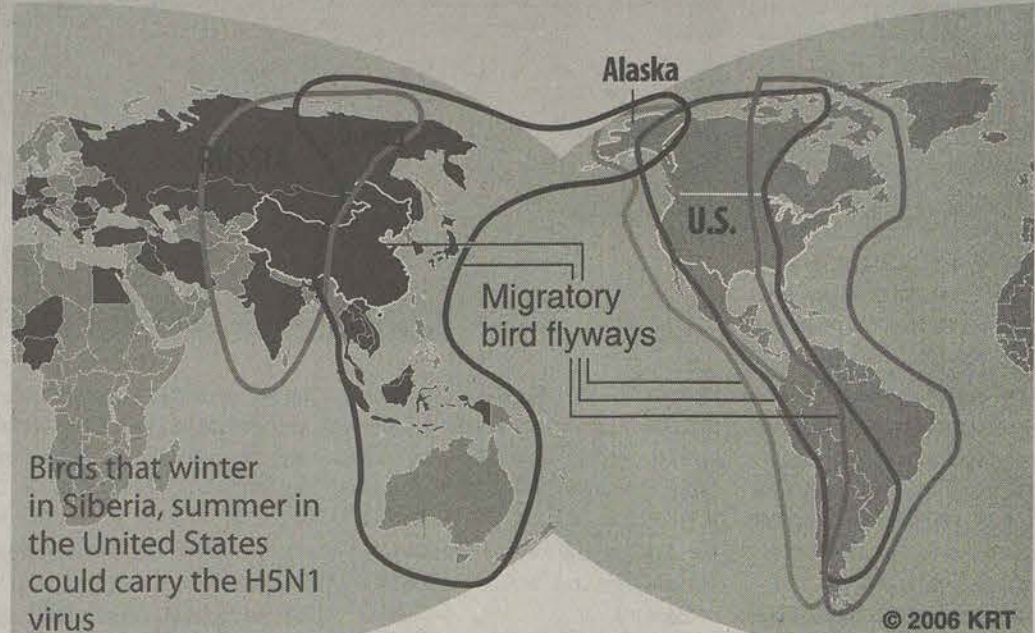 Alaska
U.S.
Migratory
bird flyways
Birds that winter
in Siberia, summer in
the United States
could carry the H5N1
virus
© 2006 KRT